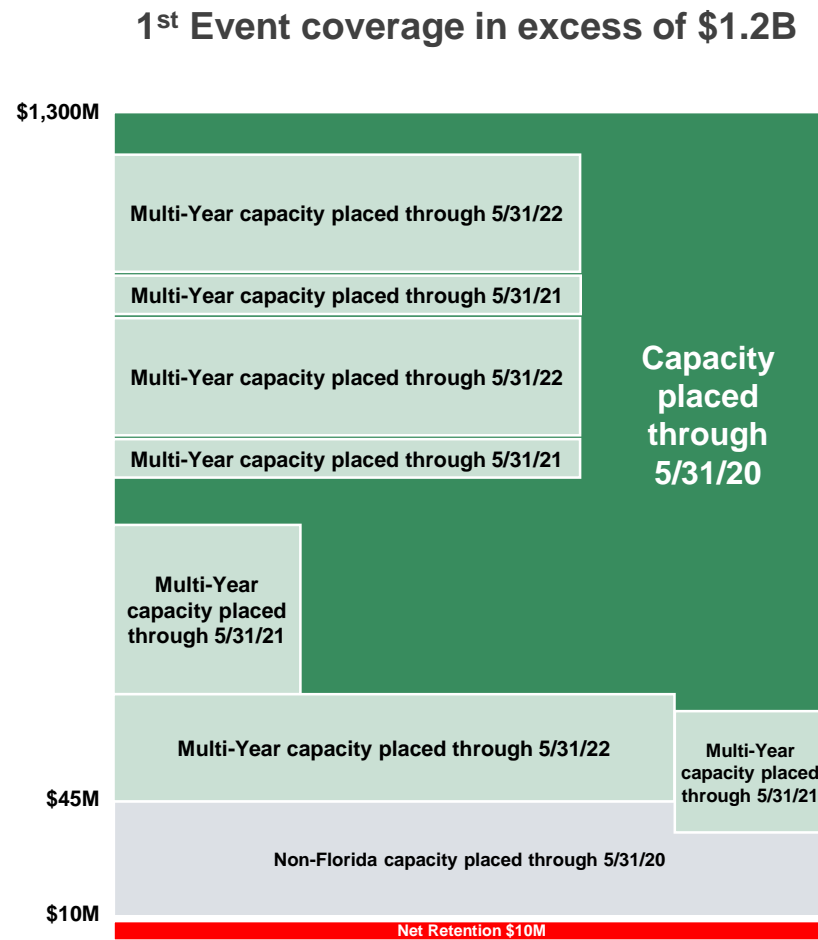 1st Event coverage in excess of $1.2B
$1,300M
Multi-Year capacity placed through 5/31/22
Multi-Year capacity placed through 5/31/21
Multi-Year capacity placed through 5/31/22
Multi-Year capacity placed through 5/31/21
Capacity
placed
through
5/31/20
Multi-Year
capacity placed
through 5/31/21
Multi-Year capacity placed through 5/31/22
Multi-Year
capacity placed
through 5/31/21
$45M
Non-Florida capacity placed through 5/31/20
$10M
Net Retention $10M